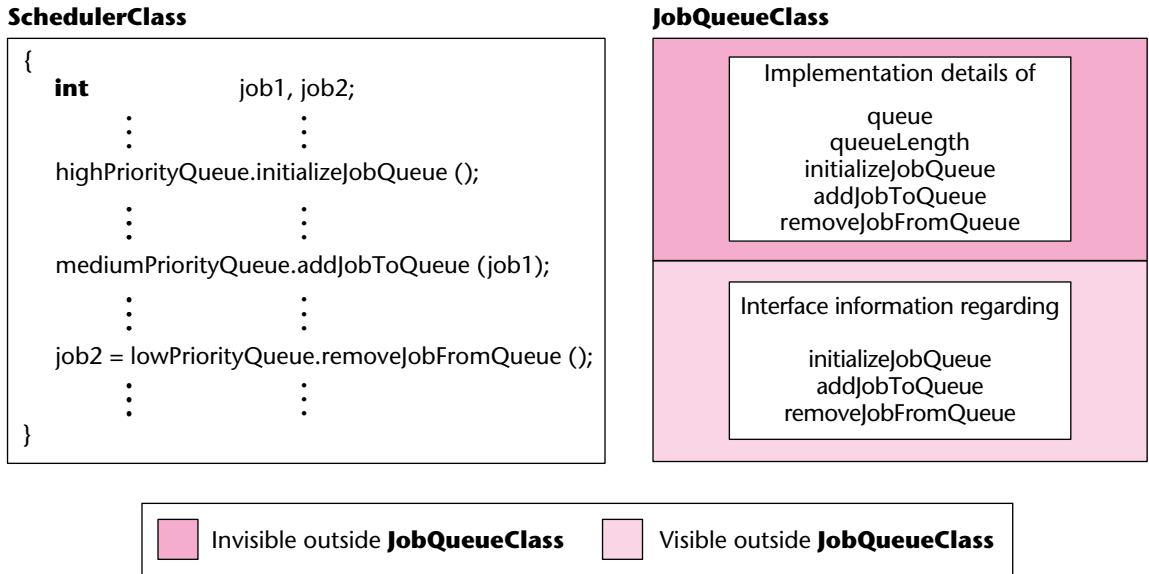 SchedulerClass
{
int job1, job2;
highPriorityQueue.initializeJobQueue ();
mediumPriorityQueue.addJobToQueue (job1);
job2 = lowPriorityQueue.removeJobFromQueue ();
}
JobQueueClass
Implementation details of
queue
queueLength
initializeJobQueue
addJobToQueue
removeJobFromQueue
Interface information regarding
initializeJobQueue
addJobToQueue
removeJobFromQueue
Invisible outside JobQueueClass
Visible outside JobQueueClass